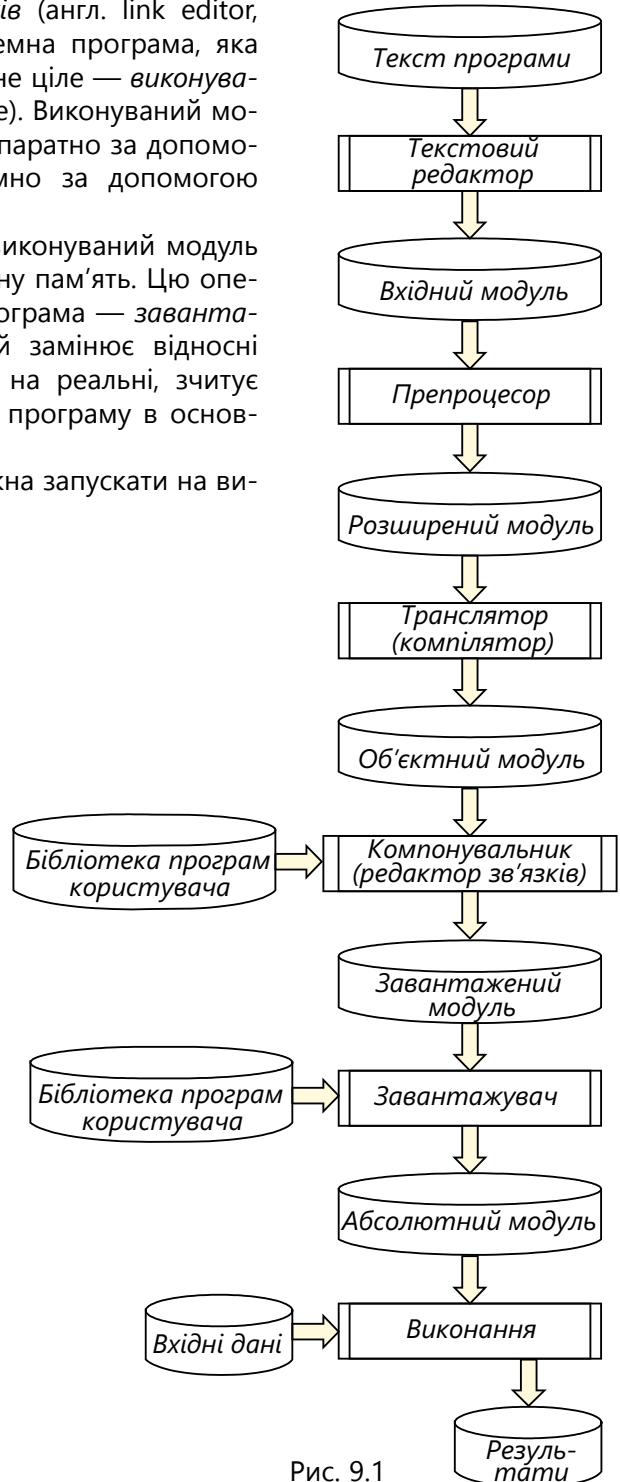 ів (англ. link editor,
емна програма, яка
не ціле — викону­ва-
е). Виконуваний мо-
паратно за допомо-
мно за допомогою
виконуваний модуль
ну пам’ять. Цю опе-
ограма — заванта-
й замінює відносні
на реальні, зчитує
програму в основ-
жна запускати на ви-
Текст програми
Текстовий
редактор
Вхідний модуль
Препроцесор
Розширений модуль
Транслятор
(компілятор)
Об’єктний модуль
Бібліотека програм
користувача
Компонувальник
(редактор зв’язків)
Завантажений
модуль
Бібліотека програм
користувача
Завантажувач
Абсолютний модуль
Вхідні дані
Виконання
Резуль-
тати
Рис. 9.1